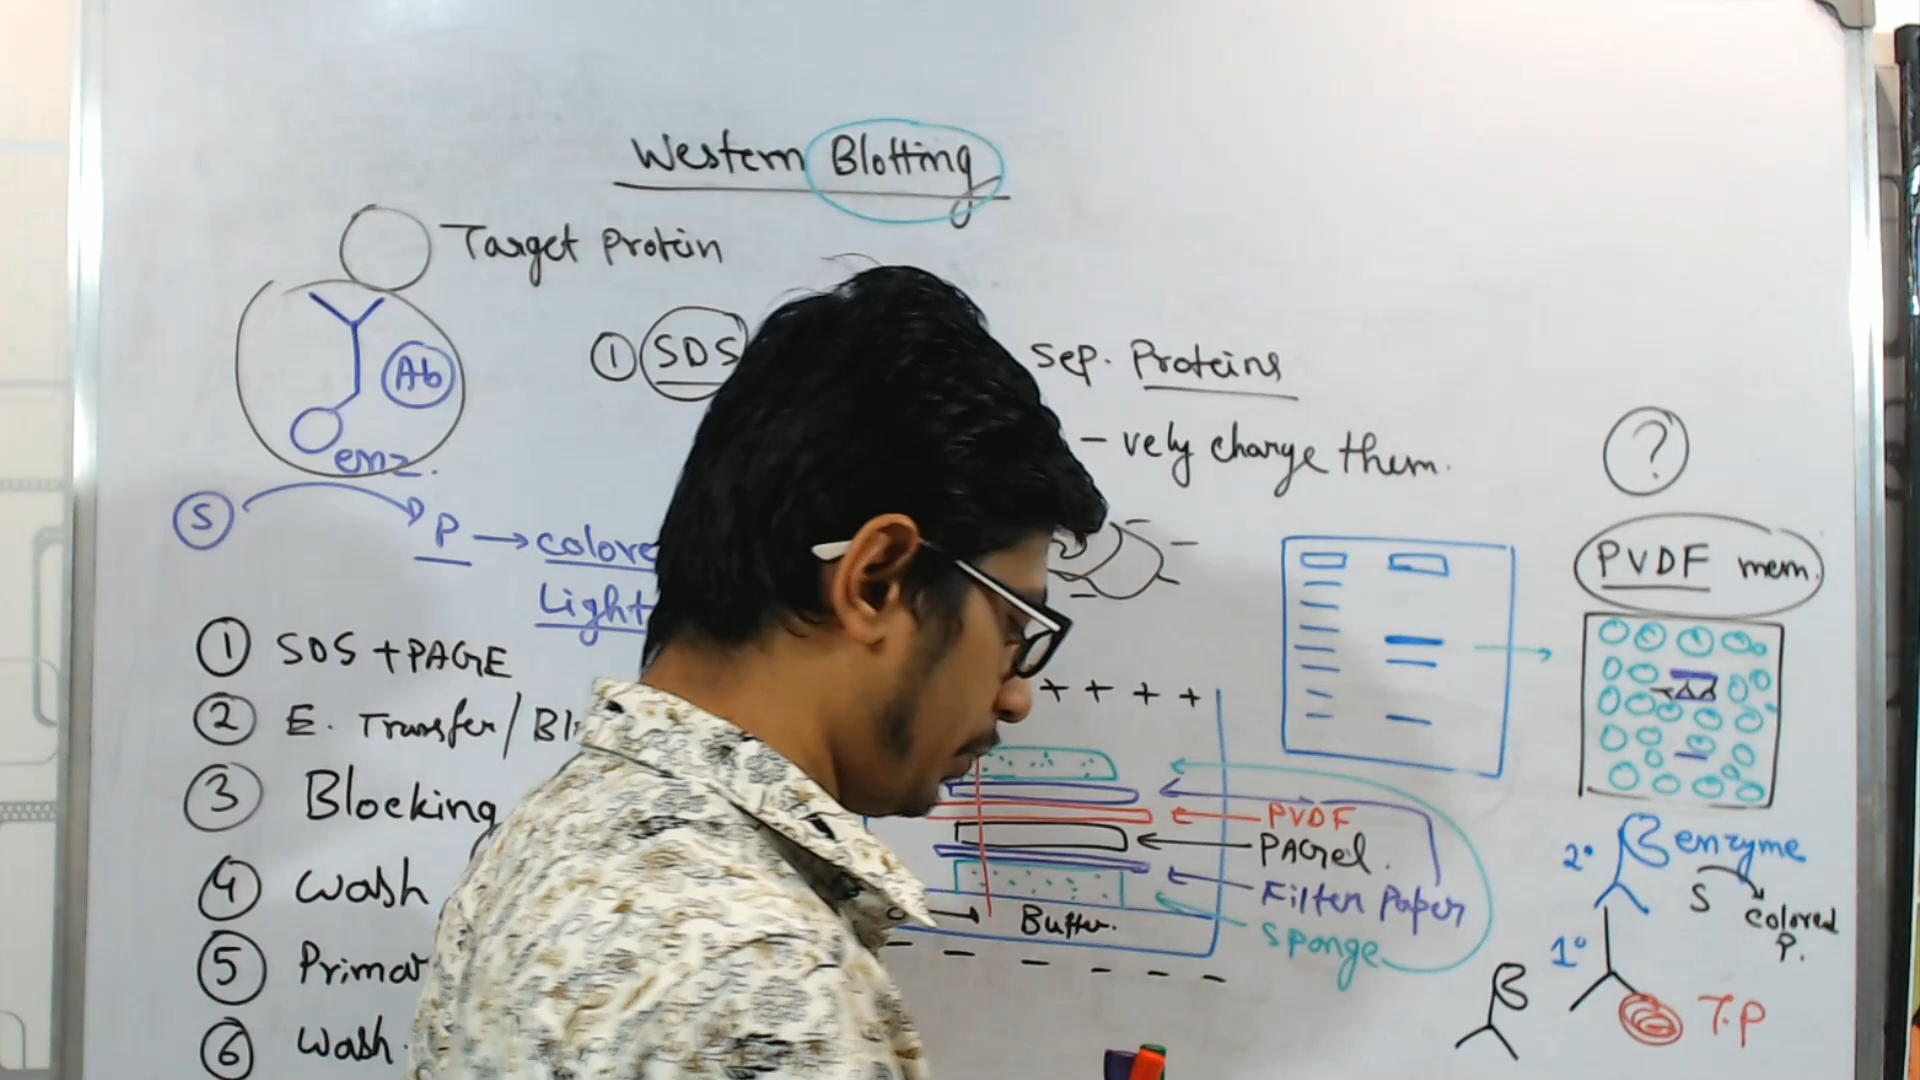 Western Blotting
Target Protein
Ab
enz.
S
P → colore
Light
① SDS
Sep. Proteins
- vely charge them.
?
PVDF mem.
① SDS + PAGE
② E. Transfer/Bl
③ Blocking
④ Wash
⑤ Primar
⑥ Wash.
+ + + +
PVDF
PAGel.
Filter Paper
Sponge
Buffer.
- - - - - -
2° enzyme
S
colored
P.
1°
T.P